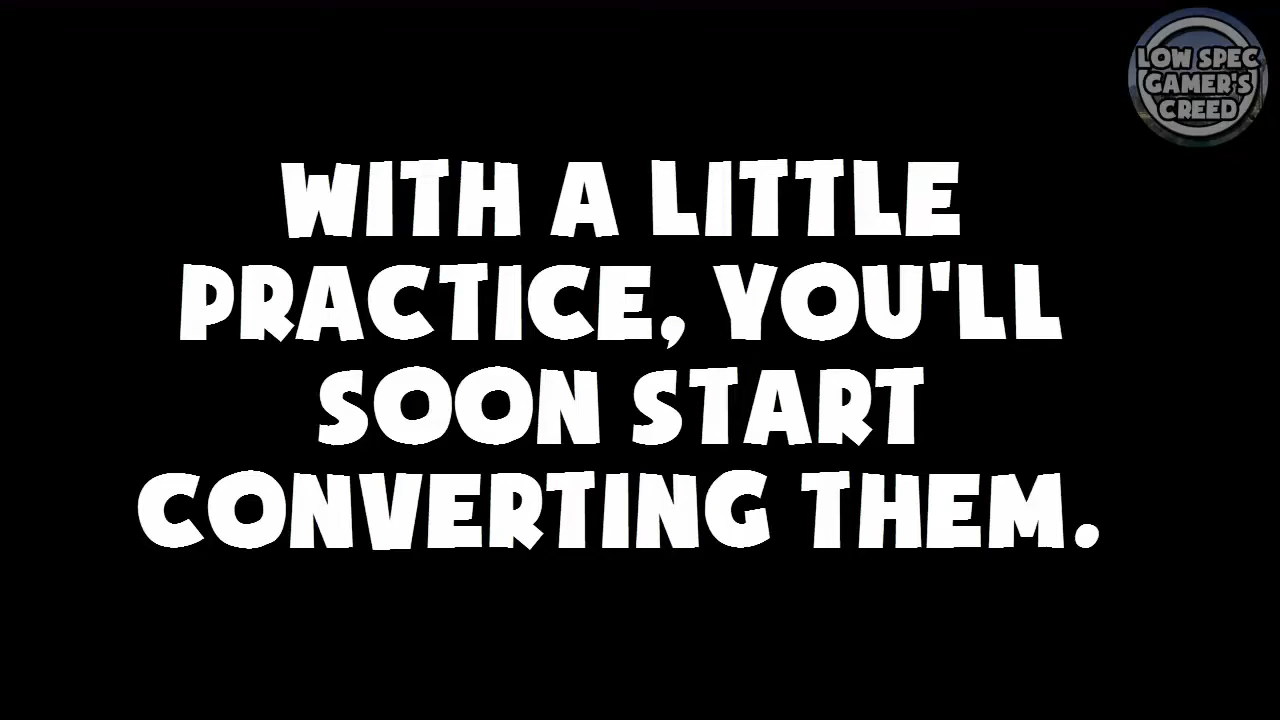 LOW SPEC
GAMER'S
CREED
WITH A LITTLE
PRACTICE, YOU'LL
SOON START
CONVERTING THEM.